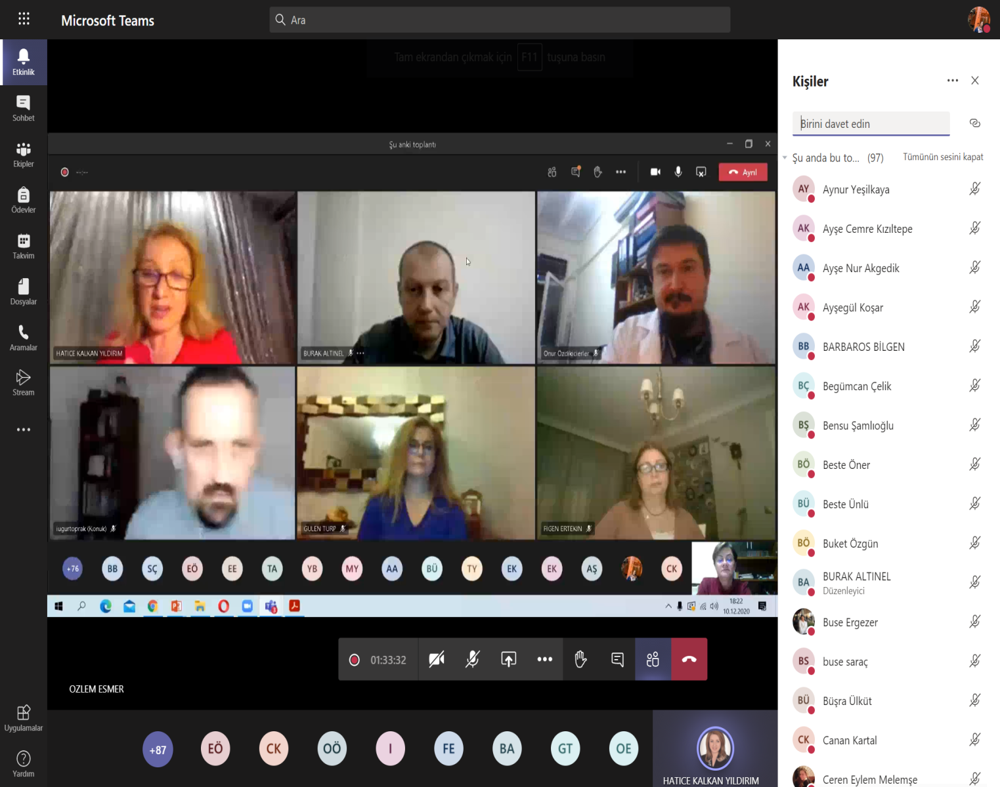 Microsoft Teams
Ara
Etkinlik
Sohbet
Ekipler
Ödevler
Takvim
Dosyalar
Aramalar
Stream
Uygulamalar
Yardım
Tam ekrandan çıkmak için F11 tuşuna basın
Şu anki toplantı
Ayrıl
HATICE KALKAN YILDIRIM
BURAK ALTINEL
Onur Özdikicierler
iugurtoprak (Konuk)
GULEN TURP
FIGEN ERTEKIN
+76 BB SÇ EÖ EE TA YB MY AA BÜ TY EK EK AŞ CK
18:22
10.12.2020
01:33:32
OZLEM ESMER
+87 EÖ CK OÖ I FE BA GT OE
HATICE KALKAN YILDIRIM
Kişiler
Birini davet edin
Şu anda bu to... (97) Tümünün sesini kapat
AY Aynur Yeşilkaya
AK Ayşe Cemre Kızıltepe
AA Ayşe Nur Akgedik
AK Ayşegül Koşar
BB BARBAROS BİLGEN
BÇ Begümcan Çelik
BŞ Bensu Şamlıoğlu
BÖ Beste Öner
BÜ Beste Ünlü
BÖ Buket Özgün
BA BURAK ALTINEL
Düzenleyici
Buse Ergezer
BS buse saraç
BÜ Büşra Ülküt
CK Canan Kartal
Ceren Eylem Melemşe